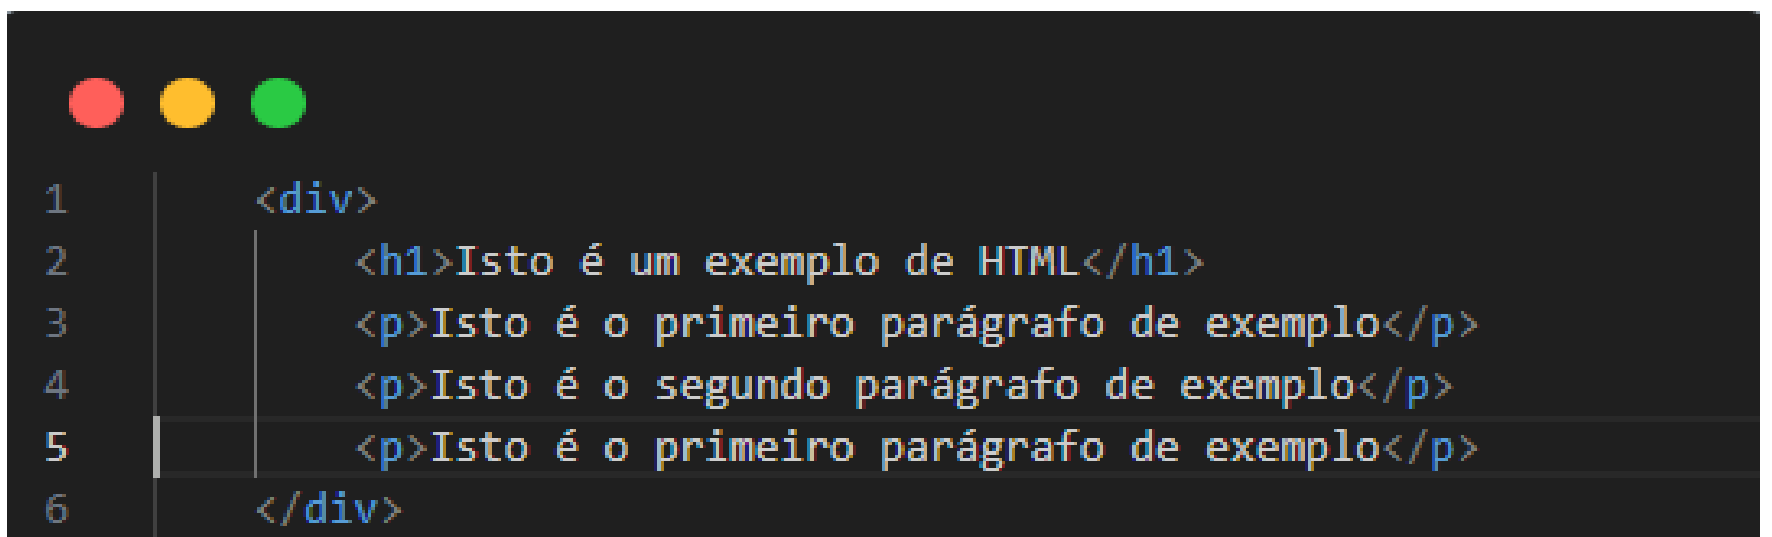 1 <div>
2 <h1>Isto é um exemplo de HTML</h1>
3 <p>Isto é o primeiro parágrafo de exemplo</p>
4 <p>Isto é o segundo parágrafo de exemplo</p>
5 <p>Isto é o primeiro parágrafo de exemplo</p>
6 </div>